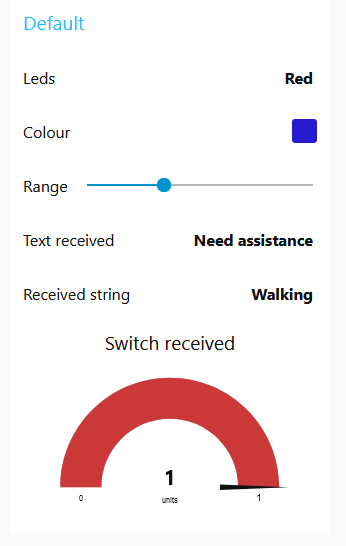 Default
Leds Red
Colour
Range
Text received Need assistance
Received string Walking
Switch received
1
units
0 1